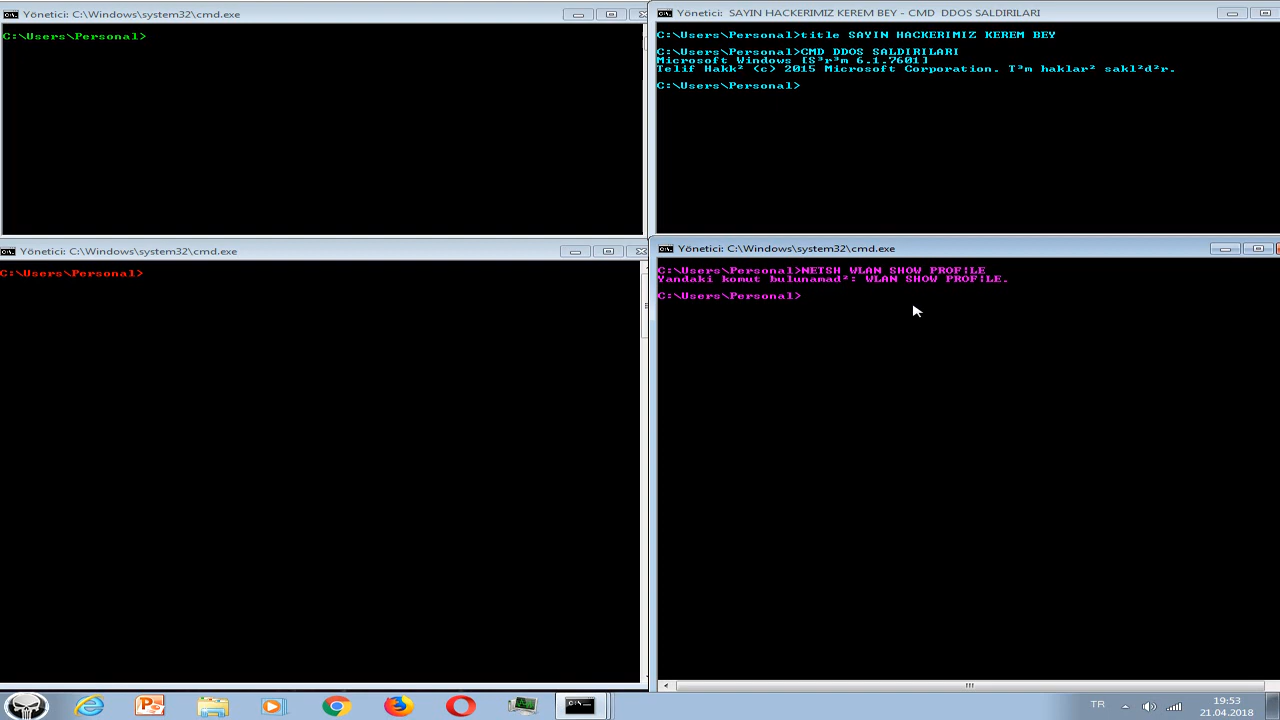 Yönetici: C:\Windows\system32\cmd.exe
C:\Users\Personal>
Yönetici: SAYIN HACKERIMIZ KEREM BEY - CMD DDOS SALDIRILARI
C:\Users\Personal>title SAYIN HACKERIMIZ KEREM BEY
C:\Users\Personal>CMD DDOS SALDIRILARI
Microsoft Windows [S³r³m 6.1.7601]
Telif Hakk² (c) 2015 Microsoft Corporation. T³m haklar² sakl²d²r.
C:\Users\Personal>
Yönetici: C:\Windows\system32\cmd.exe
C:\Users\Personal>
Yönetici: C:\Windows\system32\cmd.exe
C:\Users\Personal>NETSH WLAN SHOW PROF¦LE
Yandaki komut bulunamad²: WLAN SHOW PROF¦LE.
C:\Users\Personal>
TR
19:53
21.04.2018